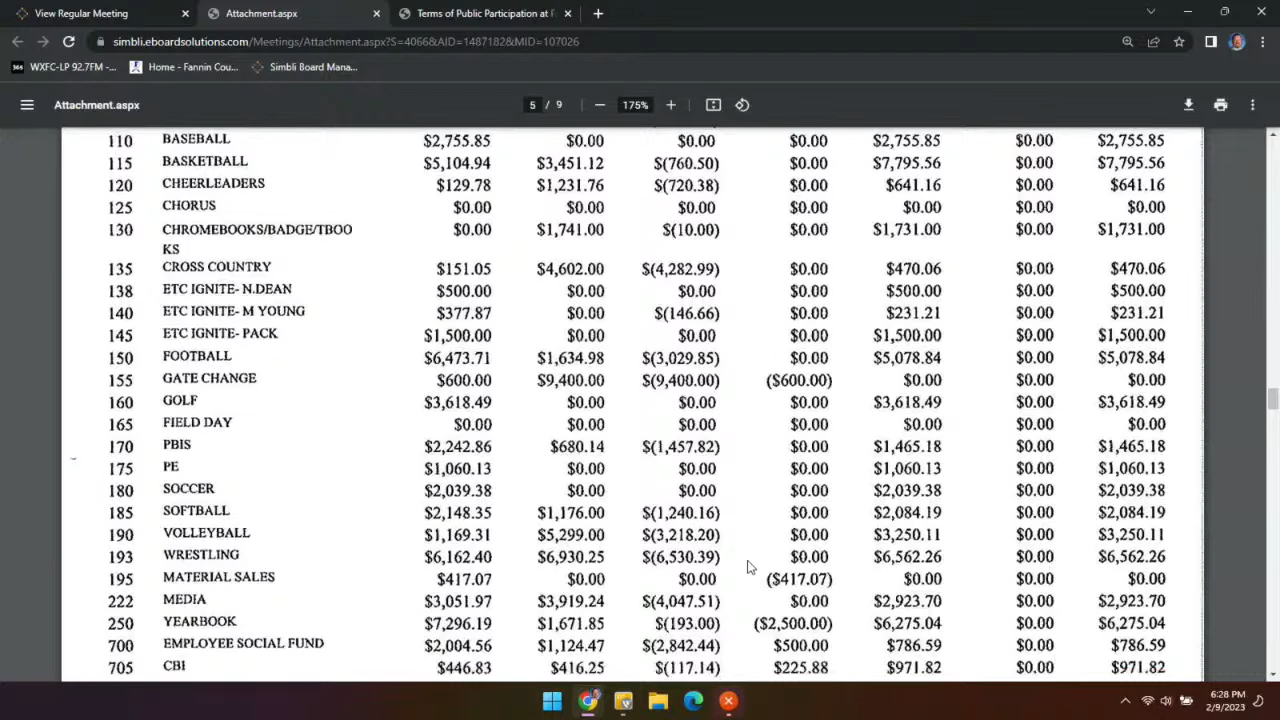 View Regular Meeting
Attachment.aspx
Terms of Public Participation at F
simbli.eboardsolutions.com/Meetings/Attachment.aspx?S=4066&AID=1487182&MID=107026
WXFC-LP 92.7FM -... Home - Fannin Cou... Simbli Board Mana...
Attachment.aspx 5 / 9 175%
110 BASEBALL $2,755.85 $0.00 $0.00 $0.00 $2,755.85 $0.00 $2,755.85
115 BASKETBALL $5,104.94 $3,451.12 $(760.50) $0.00 $7,795.56 $0.00 $7,795.56
120 CHEERLEADERS $129.78 $1,231.76 $(720.38) $0.00 $641.16 $0.00 $641.16
125 CHORUS $0.00 $0.00 $0.00 $0.00 $0.00 $0.00 $0.00
130 CHROMEBOOKS/BADGE/TBOO $0.00 $1,741.00 $(10.00) $0.00 $1,731.00 $0.00 $1,731.00
KS
135 CROSS COUNTRY $151.05 $4,602.00 $(4,282.99) $0.00 $470.06 $0.00 $470.06
138 ETC IGNITE- N.DEAN $500.00 $0.00 $0.00 $0.00 $500.00 $0.00 $500.00
140 ETC IGNITE- M YOUNG $377.87 $0.00 $(146.66) $0.00 $231.21 $0.00 $231.21
145 ETC IGNITE- PACK $1,500.00 $0.00 $0.00 $0.00 $1,500.00 $0.00 $1,500.00
150 FOOTBALL $6,473.71 $1,634.98 $(3,029.85) $0.00 $5,078.84 $0.00 $5,078.84
155 GATE CHANGE $600.00 $9,400.00 $(9,400.00) ($600.00) $0.00 $0.00 $0.00
160 GOLF $3,618.49 $0.00 $0.00 $0.00 $3,618.49 $0.00 $3,618.49
165 FIELD DAY $0.00 $0.00 $0.00 $0.00 $0.00 $0.00 $0.00
170 PBIS $2,242.86 $680.14 $(1,457.82) $0.00 $1,465.18 $0.00 $1,465.18
175 PE $1,060.13 $0.00 $0.00 $0.00 $1,060.13 $0.00 $1,060.13
180 SOCCER $2,039.38 $0.00 $0.00 $0.00 $2,039.38 $0.00 $2,039.38
185 SOFTBALL $2,148.35 $1,176.00 $(1,240.16) $0.00 $2,084.19 $0.00 $2,084.19
190 VOLLEYBALL $1,169.31 $5,299.00 $(3,218.20) $0.00 $3,250.11 $0.00 $3,250.11
193 WRESTLING $6,162.40 $6,930.25 $(6,530.39) $0.00 $6,562.26 $0.00 $6,562.26
195 MATERIAL SALES $417.07 $0.00 $0.00 ($417.07) $0.00 $0.00 $0.00
222 MEDIA $3,051.97 $3,919.24 $(4,047.51) $0.00 $2,923.70 $0.00 $2,923.70
250 YEARBOOK $7,296.19 $1,671.85 $(193.00) ($2,500.00) $6,275.04 $0.00 $6,275.04
700 EMPLOYEE SOCIAL FUND $2,004.56 $1,124.47 $(2,842.44) $500.00 $786.59 $0.00 $786.59
705 CBI $446.83 $416.25 $(117.14) $225.88 $971.82 $0.00 $971.82
6:28 PM
2/9/2023